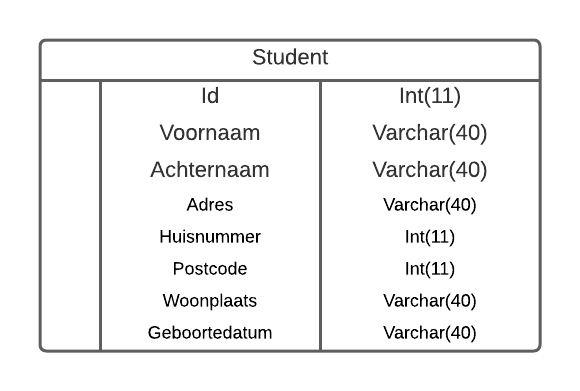 Student
Id Int(11)
Voornaam Varchar(40)
Achternaam Varchar(40)
Adres Varchar(40)
Huisnummer Int(11)
Postcode Int(11)
Woonplaats Varchar(40)
Geboortedatum Varchar(40)